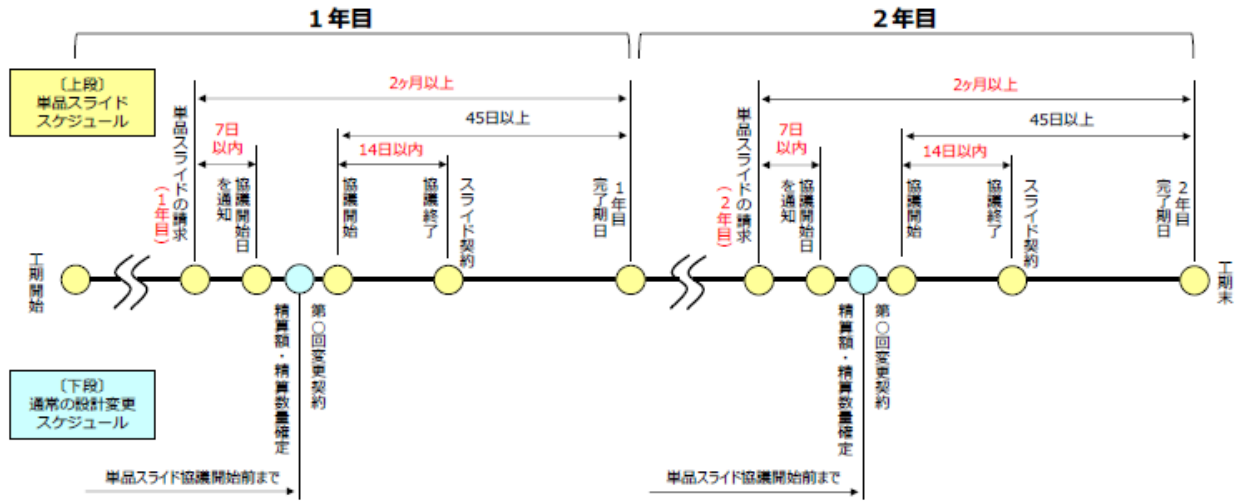 1年目
2年目
〔上段〕
単品スライド
スケジュール
2ヶ月以上
2ヶ月以上
45日以上
45日以上
7日
以内
14日以内
7日
以内
14日以内
工期開始
単品スライドの請求
(1年目)
協議開始日
を通知
協議開始
協議終了
スライド契約
1年目
完了期日
単品スライドの請求
(2年目)
協議開始日
を通知
協議開始
協議終了
スライド契約
2年目
完了期日
工期末
〔下段〕
通常の設計変更
スケジュール
第○回変更契約
精算額・精算数量確定
第○回変更契約
精算額・精算数量確定
単品スライド協議開始前まで
単品スライド協議開始前まで